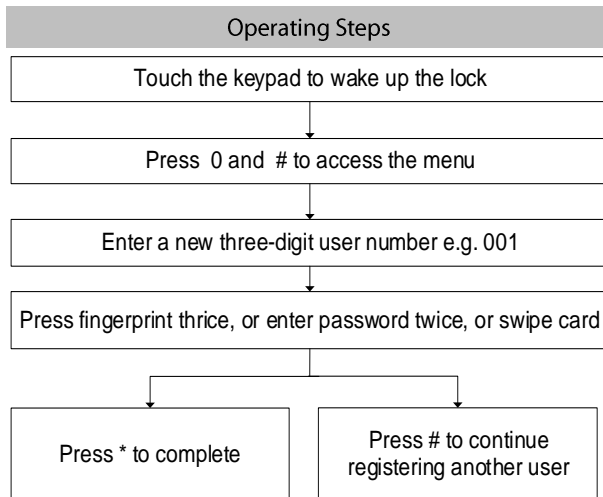 Operating Steps
Touch the keypad to wake up the lock
Press 0 and # to access the menu
Enter a new three-digit user number e.g. 001
Press fingerprint thrice, or enter password twice, or swipe card
Press * to complete
Press # to continue
registering another user